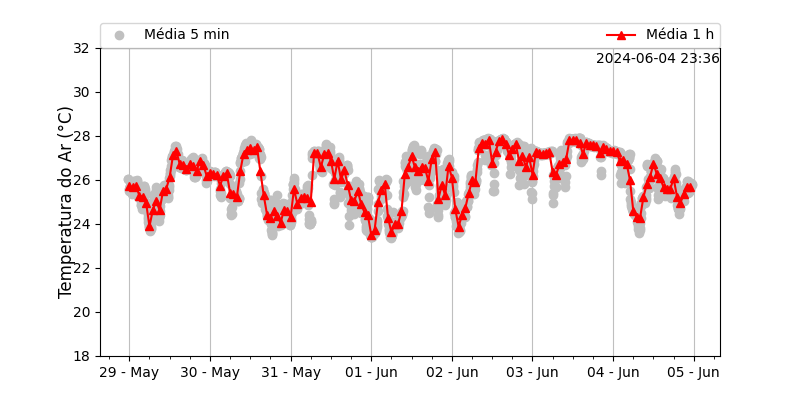 Média 5 min
Média 1 h
2024-06-04 23:36
Temperatura do Ar (°C)
32
30
28
26
24
22
20
18
29 - May
30 - May
31 - May
01 - Jun
02 - Jun
03 - Jun
04 - Jun
05 - Jun